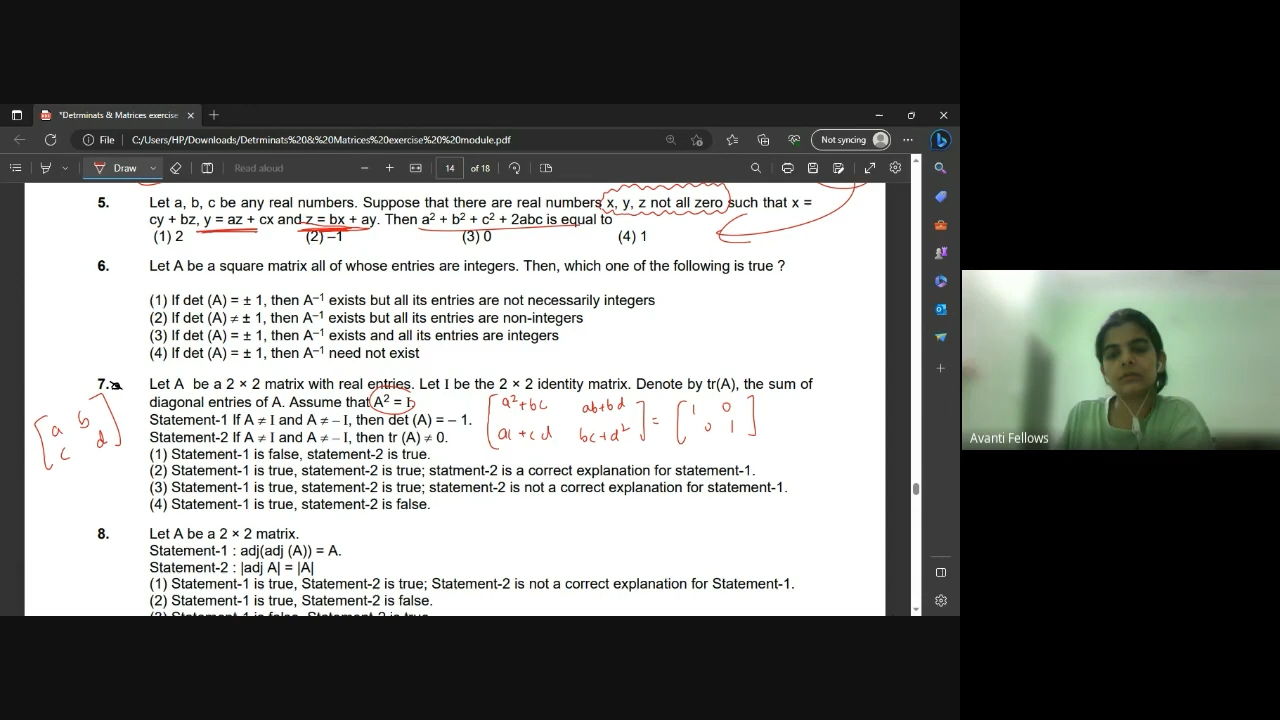 *Detrminats & Matrices exercise
File C:/Users/HP/Downloads/Detrminats%20&%20Matrices%20exercise%20%20module.pdf Not syncing
Draw Read aloud 14 of 18
5. Let a, b, c be any real numbers. Suppose that there are real numbers x, y, z not all zero such that x =
cy + bz, y = az + cx and z = bx + ay. Then a² + b² + c² + 2abc is equal to
(1) 2 (2) –1 (3) 0 (4) 1
6. Let A be a square matrix all of whose entries are integers. Then, which one of the following is true ?
(1) If det (A) = ± 1, then A⁻¹ exists but all its entries are not necessarily integers
(2) If det (A) ≠ ± 1, then A⁻¹ exists but all its entries are non-integers
(3) If det (A) = ± 1, then A⁻¹ exists and all its entries are integers
(4) If det (A) = ± 1, then A⁻¹ need not exist
7. Let A be a 2 × 2 matrix with real entries. Let I be the 2 × 2 identity matrix. Denote by tr(A), the sum of
diagonal entries of A. Assume that A² = I
a² + bc ab + bd 1 0
Statement-1 If A ≠ I and A ≠ – I, then det (A) = – 1.
a b
ac + cd bc + d² = 0 1
Statement-2 If A ≠ I and A ≠ – I, then tr (A) ≠ 0.
c d
(1) Statement-1 is false, statement-2 is true.
(2) Statement-1 is true, statement-2 is true; statment-2 is a correct explanation for statement-1.
(3) Statement-1 is true, statement-2 is true; statement-2 is not a correct explanation for statement-1.
(4) Statement-1 is true, statement-2 is false.
8. Let A be a 2 × 2 matrix.
Statement-1 : adj(adj (A)) = A.
Statement-2 : |adj A| = |A|
(1) Statement-1 is true, Statement-2 is true; Statement-2 is not a correct explanation for Statement-1.
(2) Statement-1 is true, Statement-2 is False.
(3) Statement-1 is false, Statement-2 is true.
Avanti Fellows